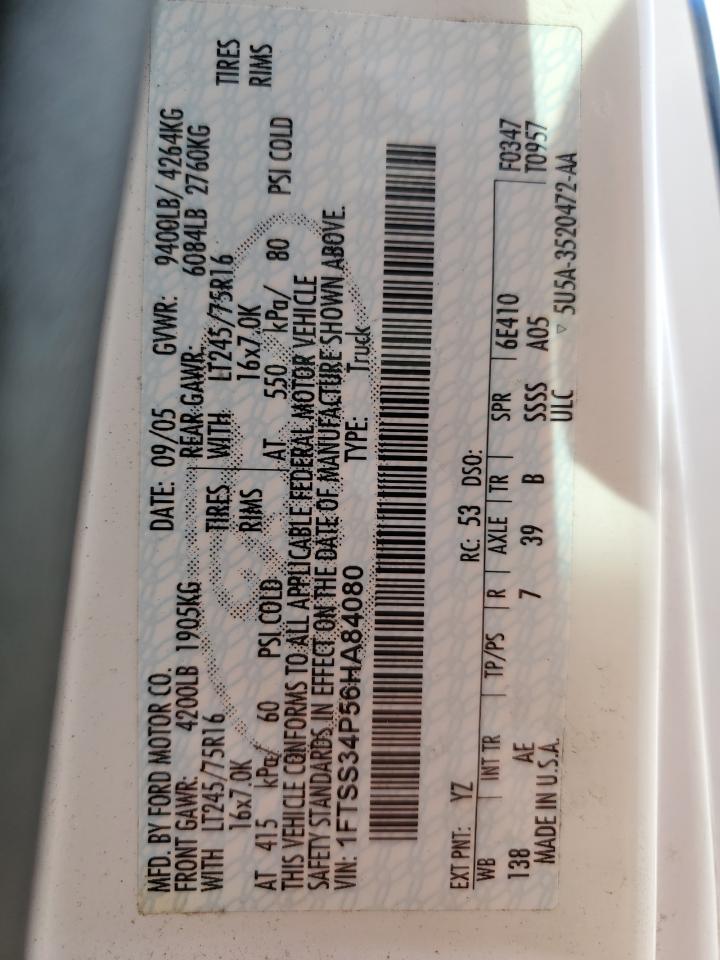 MFD. BY FORD MOTOR CO. DATE: 09/05 GVWR: 9400LB/ 4264KG
FRONT GAWR: 4200LB 1905KG REAR GAWR: 6084LB 2760KG
WITH LT245/75R16 TIRES WITH LT245/75R16 TIRES
16x7.0K RIMS 16x7.0K RIMS
AT 415 kPa/ 60 PSI COLD AT 550 kPa/ 80 PSI COLD
THIS VEHICLE CONFORMS TO ALL APPLICABLE FEDERAL MOTOR VEHICLE
SAFETY STANDARDS IN EFFECT ON THE DATE OF MANUFACTURE SHOWN ABOVE.
VIN: 1FTSS34P56HA84080 TYPE: Truck
EXT PNT: YZ RC: 53 DSO: F0347
WB INT TR TP/PS R AXLE TR SPR 6E410 T0957
138 AE 7 39 B SSSS A05
MADE IN U.S.A. ULC ▽ 5U5A-3520472-AA